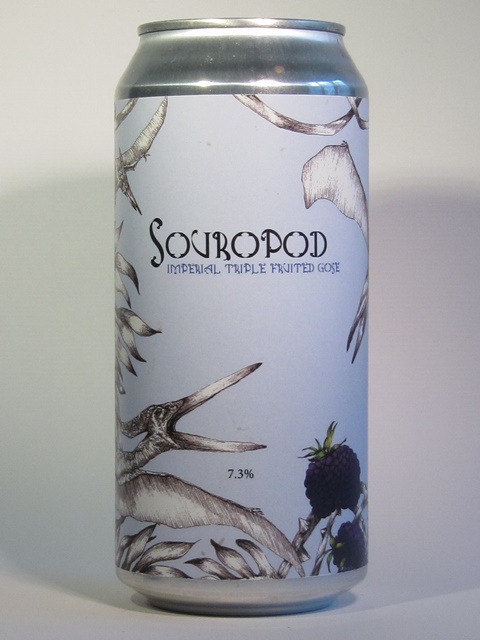 SOUROPOD
IMPERIAL TRIPLE FRUITED GOSE
7.3%